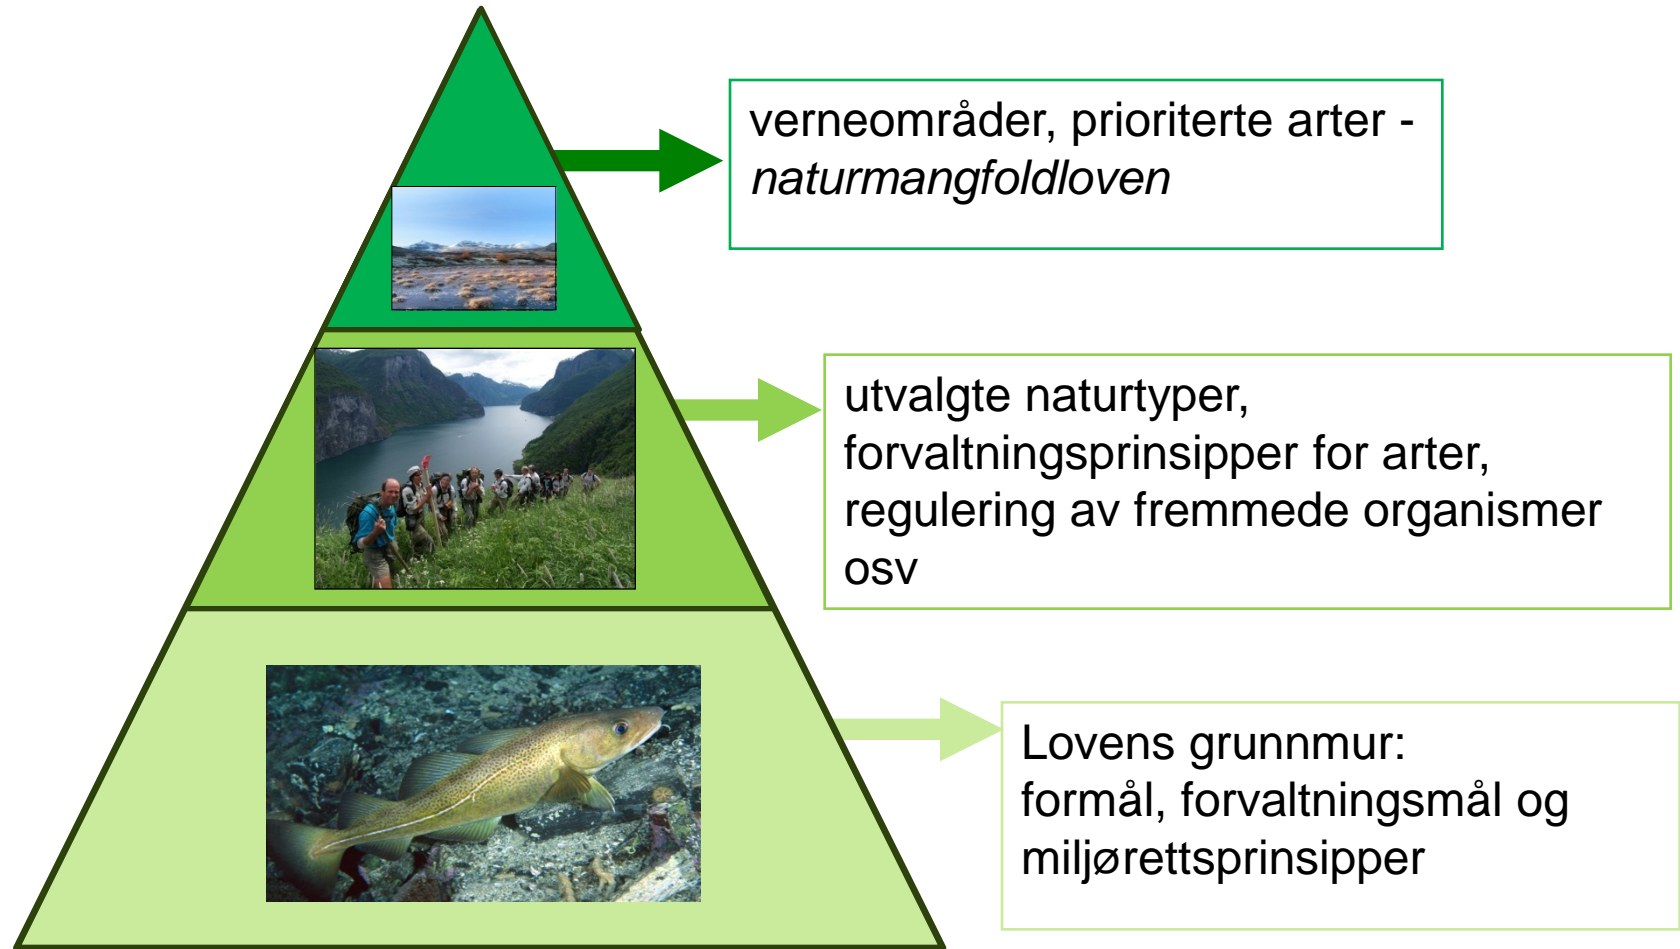 verneområder, prioriterte arter -
naturmangfoldloven
utvalgte naturtyper,
forvaltningsprinsipper for arter,
regulering av fremmede organismer
osv
Lovens grunnmur:
formål, forvaltningsmål og
miljørettsprinsipper